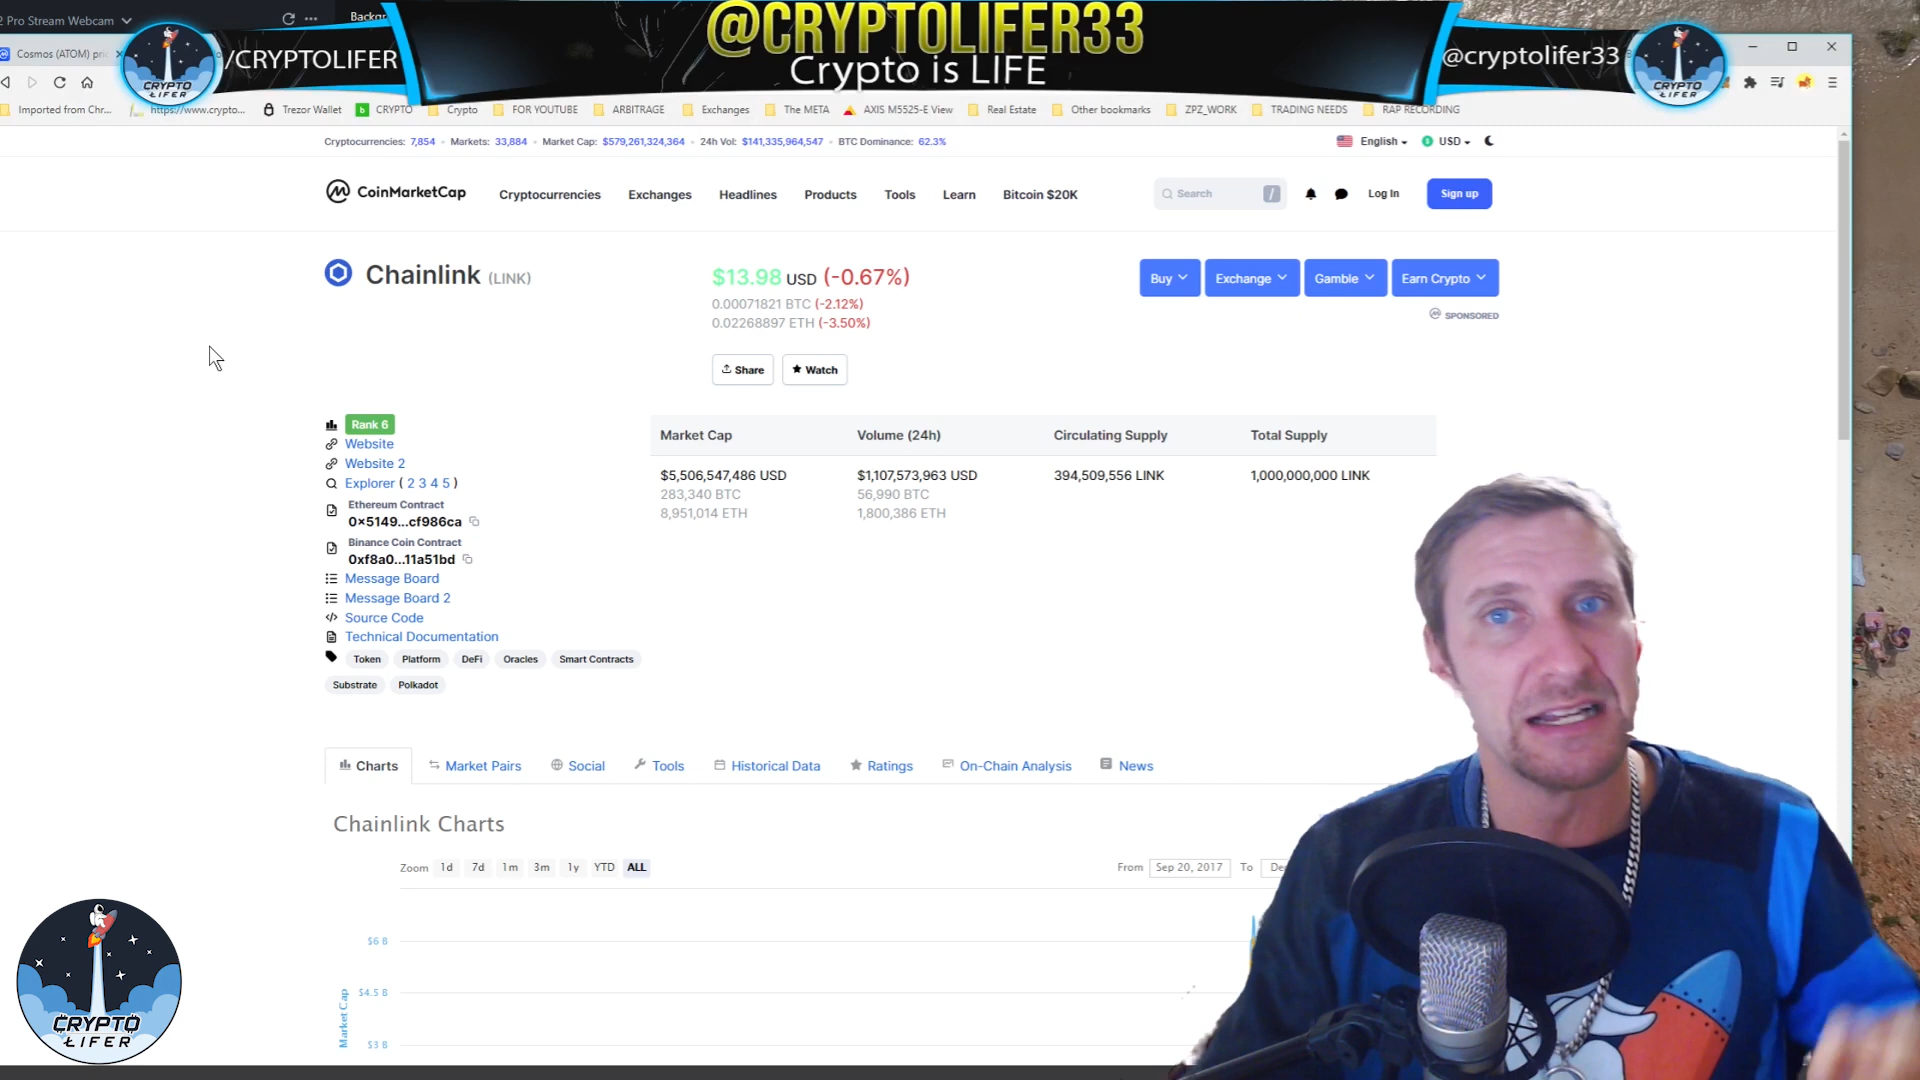 2 Pro Stream Webcam
Backg
@CRYPTOLIFER33
Crypto is LIFE
/CRYPTOLIFER
@cryptolifer33
CRYPTO
LIFER
CRYPTO
LIFER
Cosmos (ATOM) pri
Imported from Chr...
https://www.crypto...
Trezor Wallet
CRYPTO
Crypto
FOR YOUTUBE
ARBITRAGE
Exchanges
The META
AXIS M5525-E View
Real Estate
Other bookmarks
ZPZ_WORK
TRADING NEEDS
RAP RECORDING
Cryptocurrencies: 7,854 Markets: 33,884 Market Cap: $579,261,324,364 24h Vol: $141,335,964,547 BTC Dominance: 62.3%
English
USD
CoinMarketCap
Cryptocurrencies
Exchanges
Headlines
Products
Tools
Learn
Bitcoin $20K
Search
/
Log In
Sign up
Chainlink (LINK)
$13.98 USD (-0.67%)
0.00071821 BTC (-2.12%)
0.02268897 ETH (-3.50%)
Buy
Exchange
Gamble
Earn Crypto
SPONSORED
Share
Watch
Rank 6
Website
Website 2
Explorer ( 2 3 4 5 )
Ethereum Contract
0x5149...cf986ca
Binance Coin Contract
0xf8a0...11a51bd
Message Board
Message Board 2
Source Code
Technical Documentation
Token
Platform
DeFi
Oracles
Smart Contracts
Substrate
Polkadot
Market Cap
Volume (24h)
Circulating Supply
Total Supply
$5,506,547,486 USD
$1,107,573,963 USD
394,509,556 LINK
1,000,000,000 LINK
283,340 BTC
56,990 BTC
8,951,014 ETH
1,800,386 ETH
Charts
Market Pairs
Social
Tools
Historical Data
Ratings
On-Chain Analysis
News
Chainlink Charts
Zoom 1d 7d 1m 3m 1y YTD ALL
From Sep 20, 2017 To De
$6 B
$4.5 B
$3 B
Market Cap
CRYPTO
LIFER